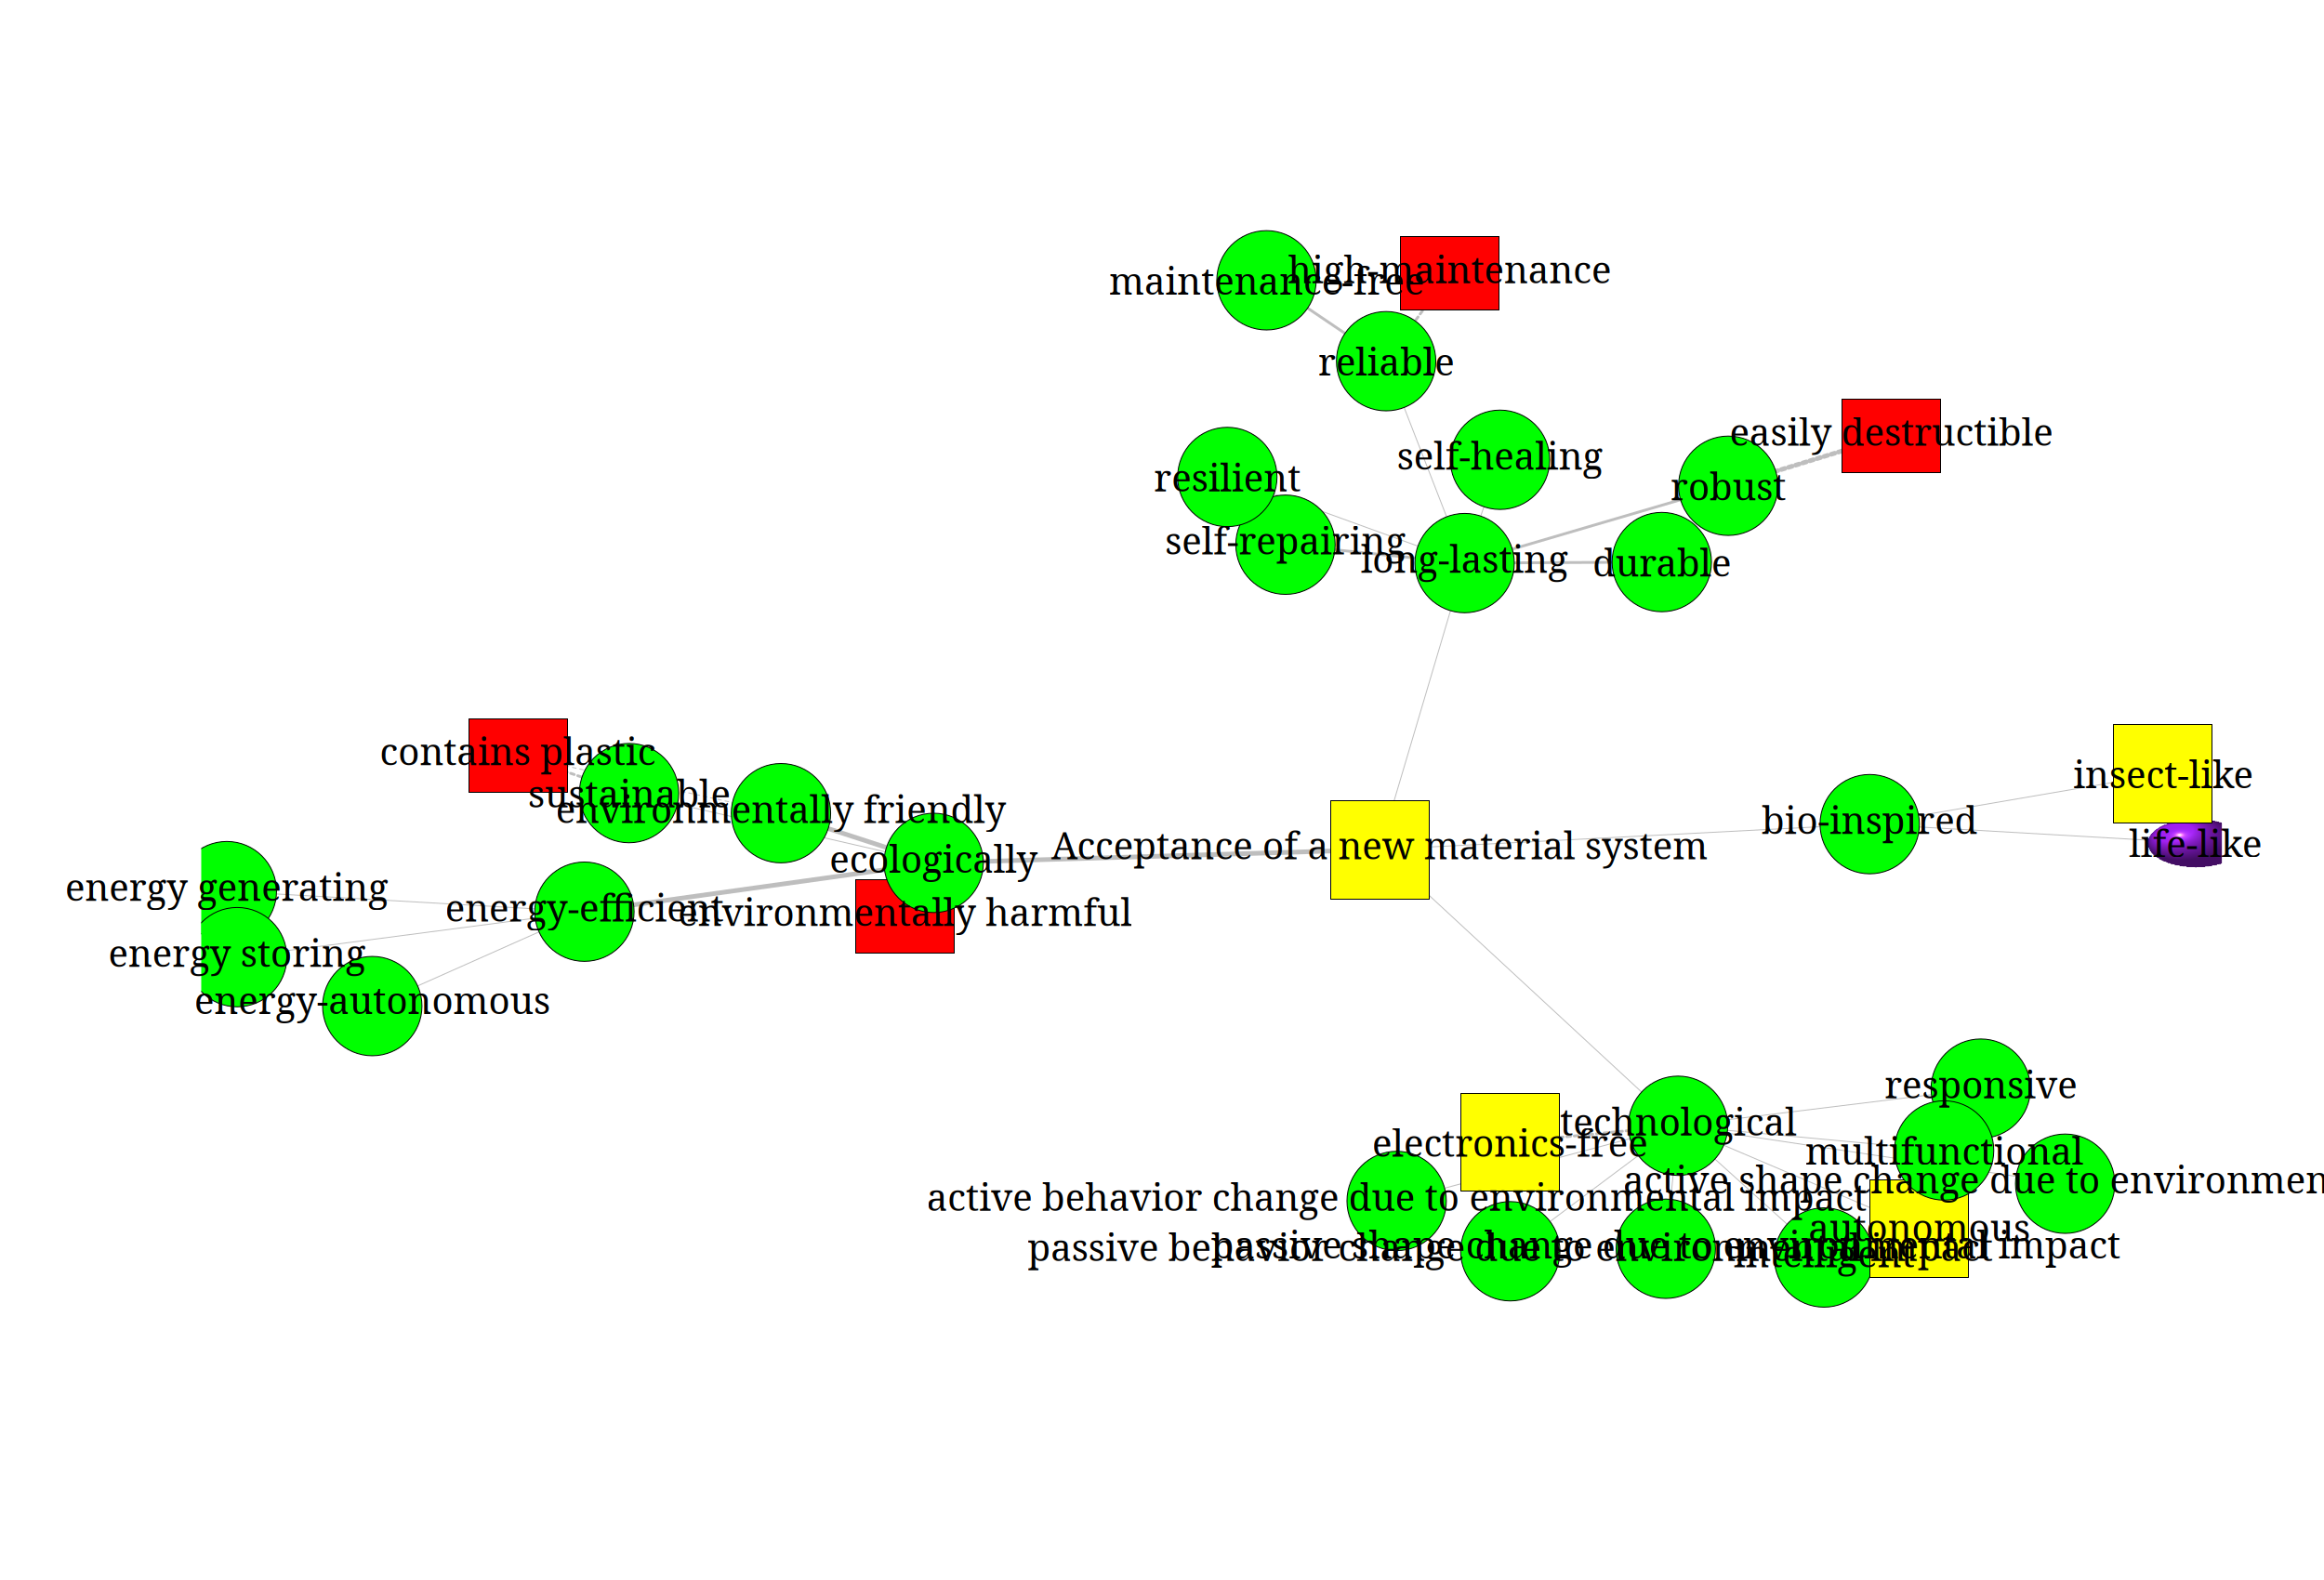 high-maintenance
maintenance-free
reliable
easily destructible
self-healing
resilient
robust
self-repairing
long-lasting
durable
contains plastic
insect-like
sustainable
environmentally friendly
bio-inspired
Acceptance of a new material system
life-like
ecologically
energy generating
energy-efficient
environmentally harmful
energy storing
energy-autonomous
responsive
technological
electronics-free
multifunctional
active shape change due to environmen
active behavior change due to environmental impact
autonomous
passive shape change due to environmental impact
passive behavior change due to environmental impact
intelligent